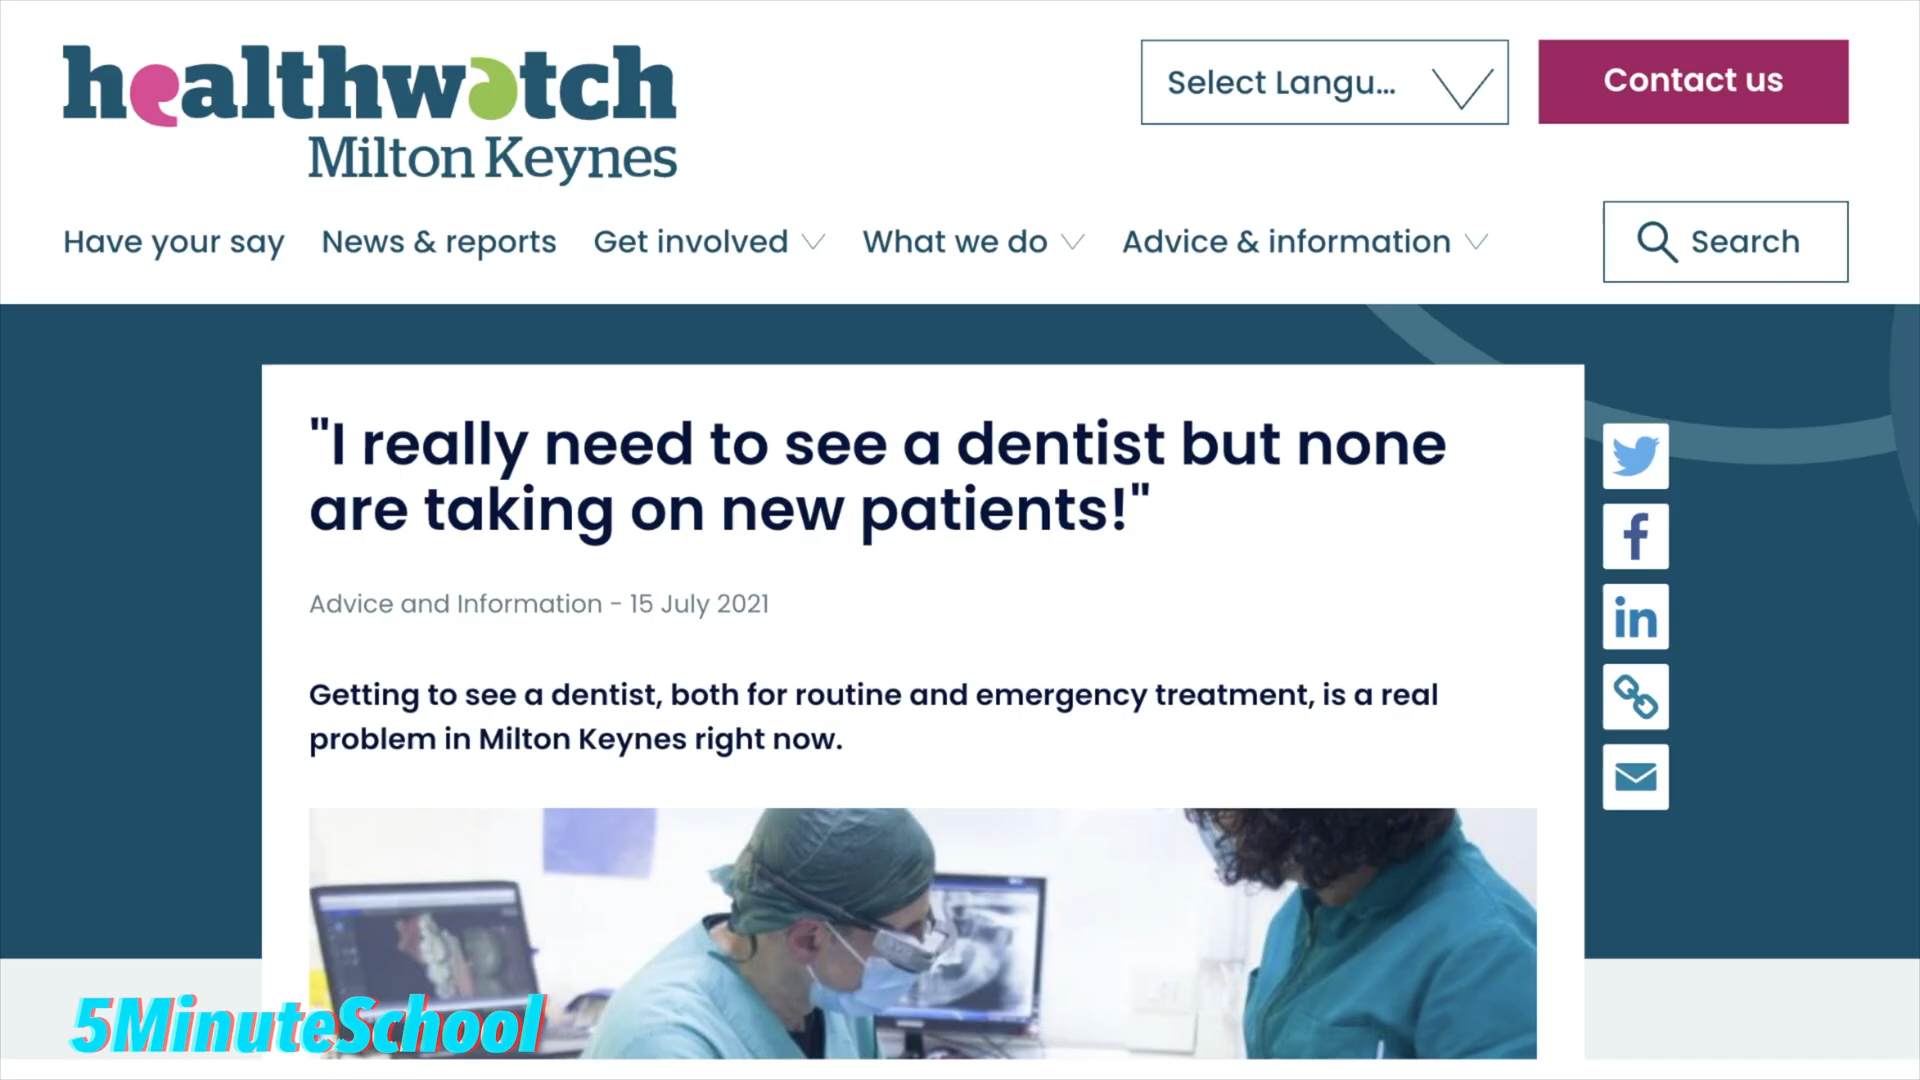 healthwatch
Milton Keynes
Select Langu...
Contact us
Have your say
News & reports
Get involved
What we do
Advice & information
Search
"I really need to see a dentist but none
are taking on new patients!"
Advice and Information - 15 July 2021
Getting to see a dentist, both for routine and emergency treatment, is a real
problem in Milton Keynes right now.
5MinuteSchool